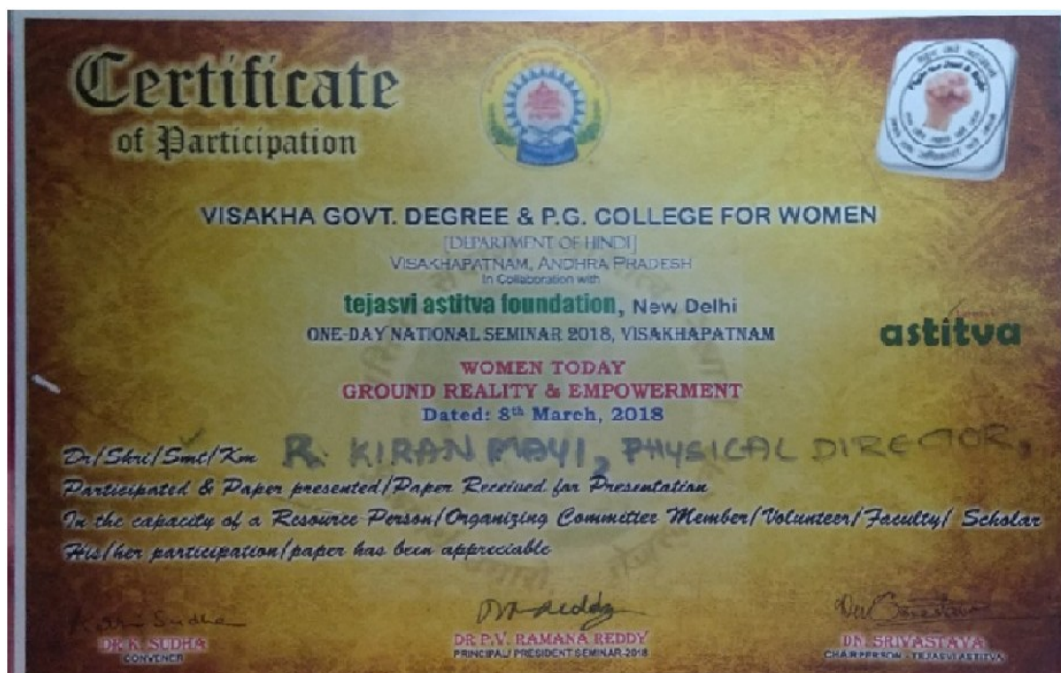 Certificate
of Participation
VISAKHA GOVT. DEGREE & P.G. COLLEGE FOR WOMEN
[DEPARTMENT OF HINDI]
VISAKHAPATNAM, ANDHRA PRADESH
In Collaboration with
tejasvi astitva foundation, New Delhi
ONE-DAY NATIONAL SEMINAR 2018, VISAKHAPATNAM
astitva
WOMEN TODAY
GROUND REALITY & EMPOWERMENT
Dated: 8th March, 2018
Dr/Shri/Smt/Km R. KIRAN MAYI, PHYSICAL DIRECTOR,
Participated & Paper presented/Paper Received for Presentation
In the capacity of a Resource Person/Organizing Committee Member/Volunteer/Faculty/ Scholar
His/her participation/paper has been appreciable
DR K. SUDHA
CONVENER
DR P.V. RAMANA REDDY
PRINCIPAL/ PRESIDENT SEMINAR-2018
DN. SRIVASTAVA
CHAIRPERSON - TEJASVI ASTITVA